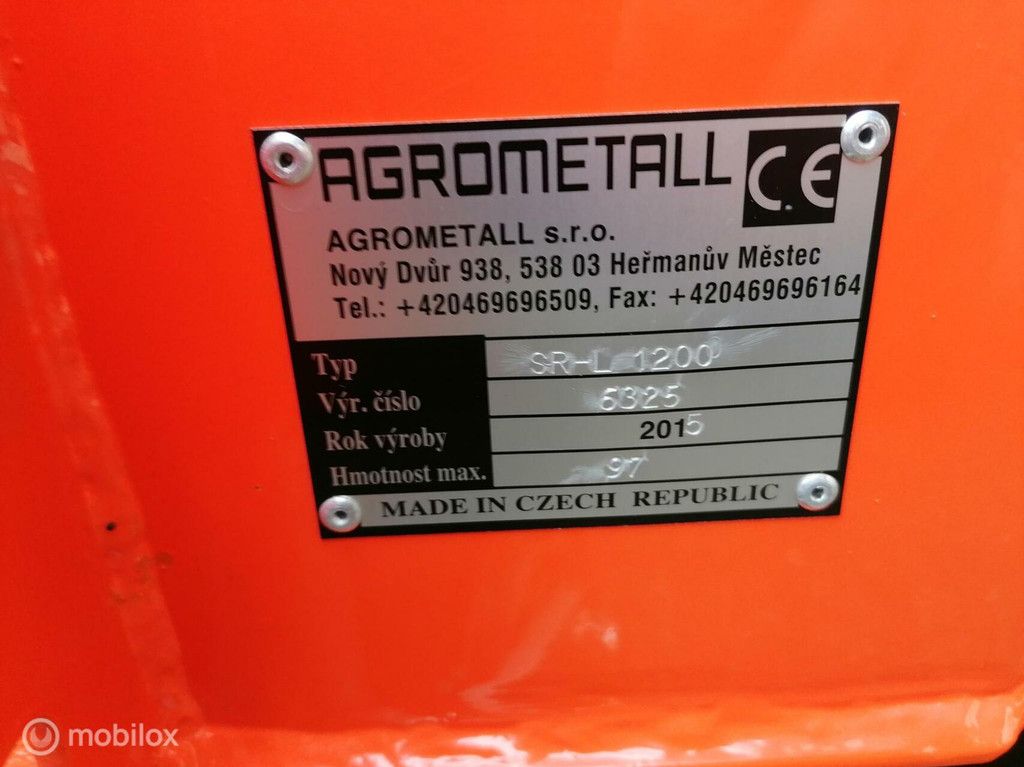 AGROMETALL CE
AGROMETALL s.r.o.
Nový Dvůr 938, 538 03 Heřmanův Městec
Tel.: +420469696509, Fax: +420469696164
Typ SR-L 1200
Výr. číslo 6325
Rok výroby 2015
Hmotnost max. 97
MADE IN CZECH REPUBLIC
mobilox